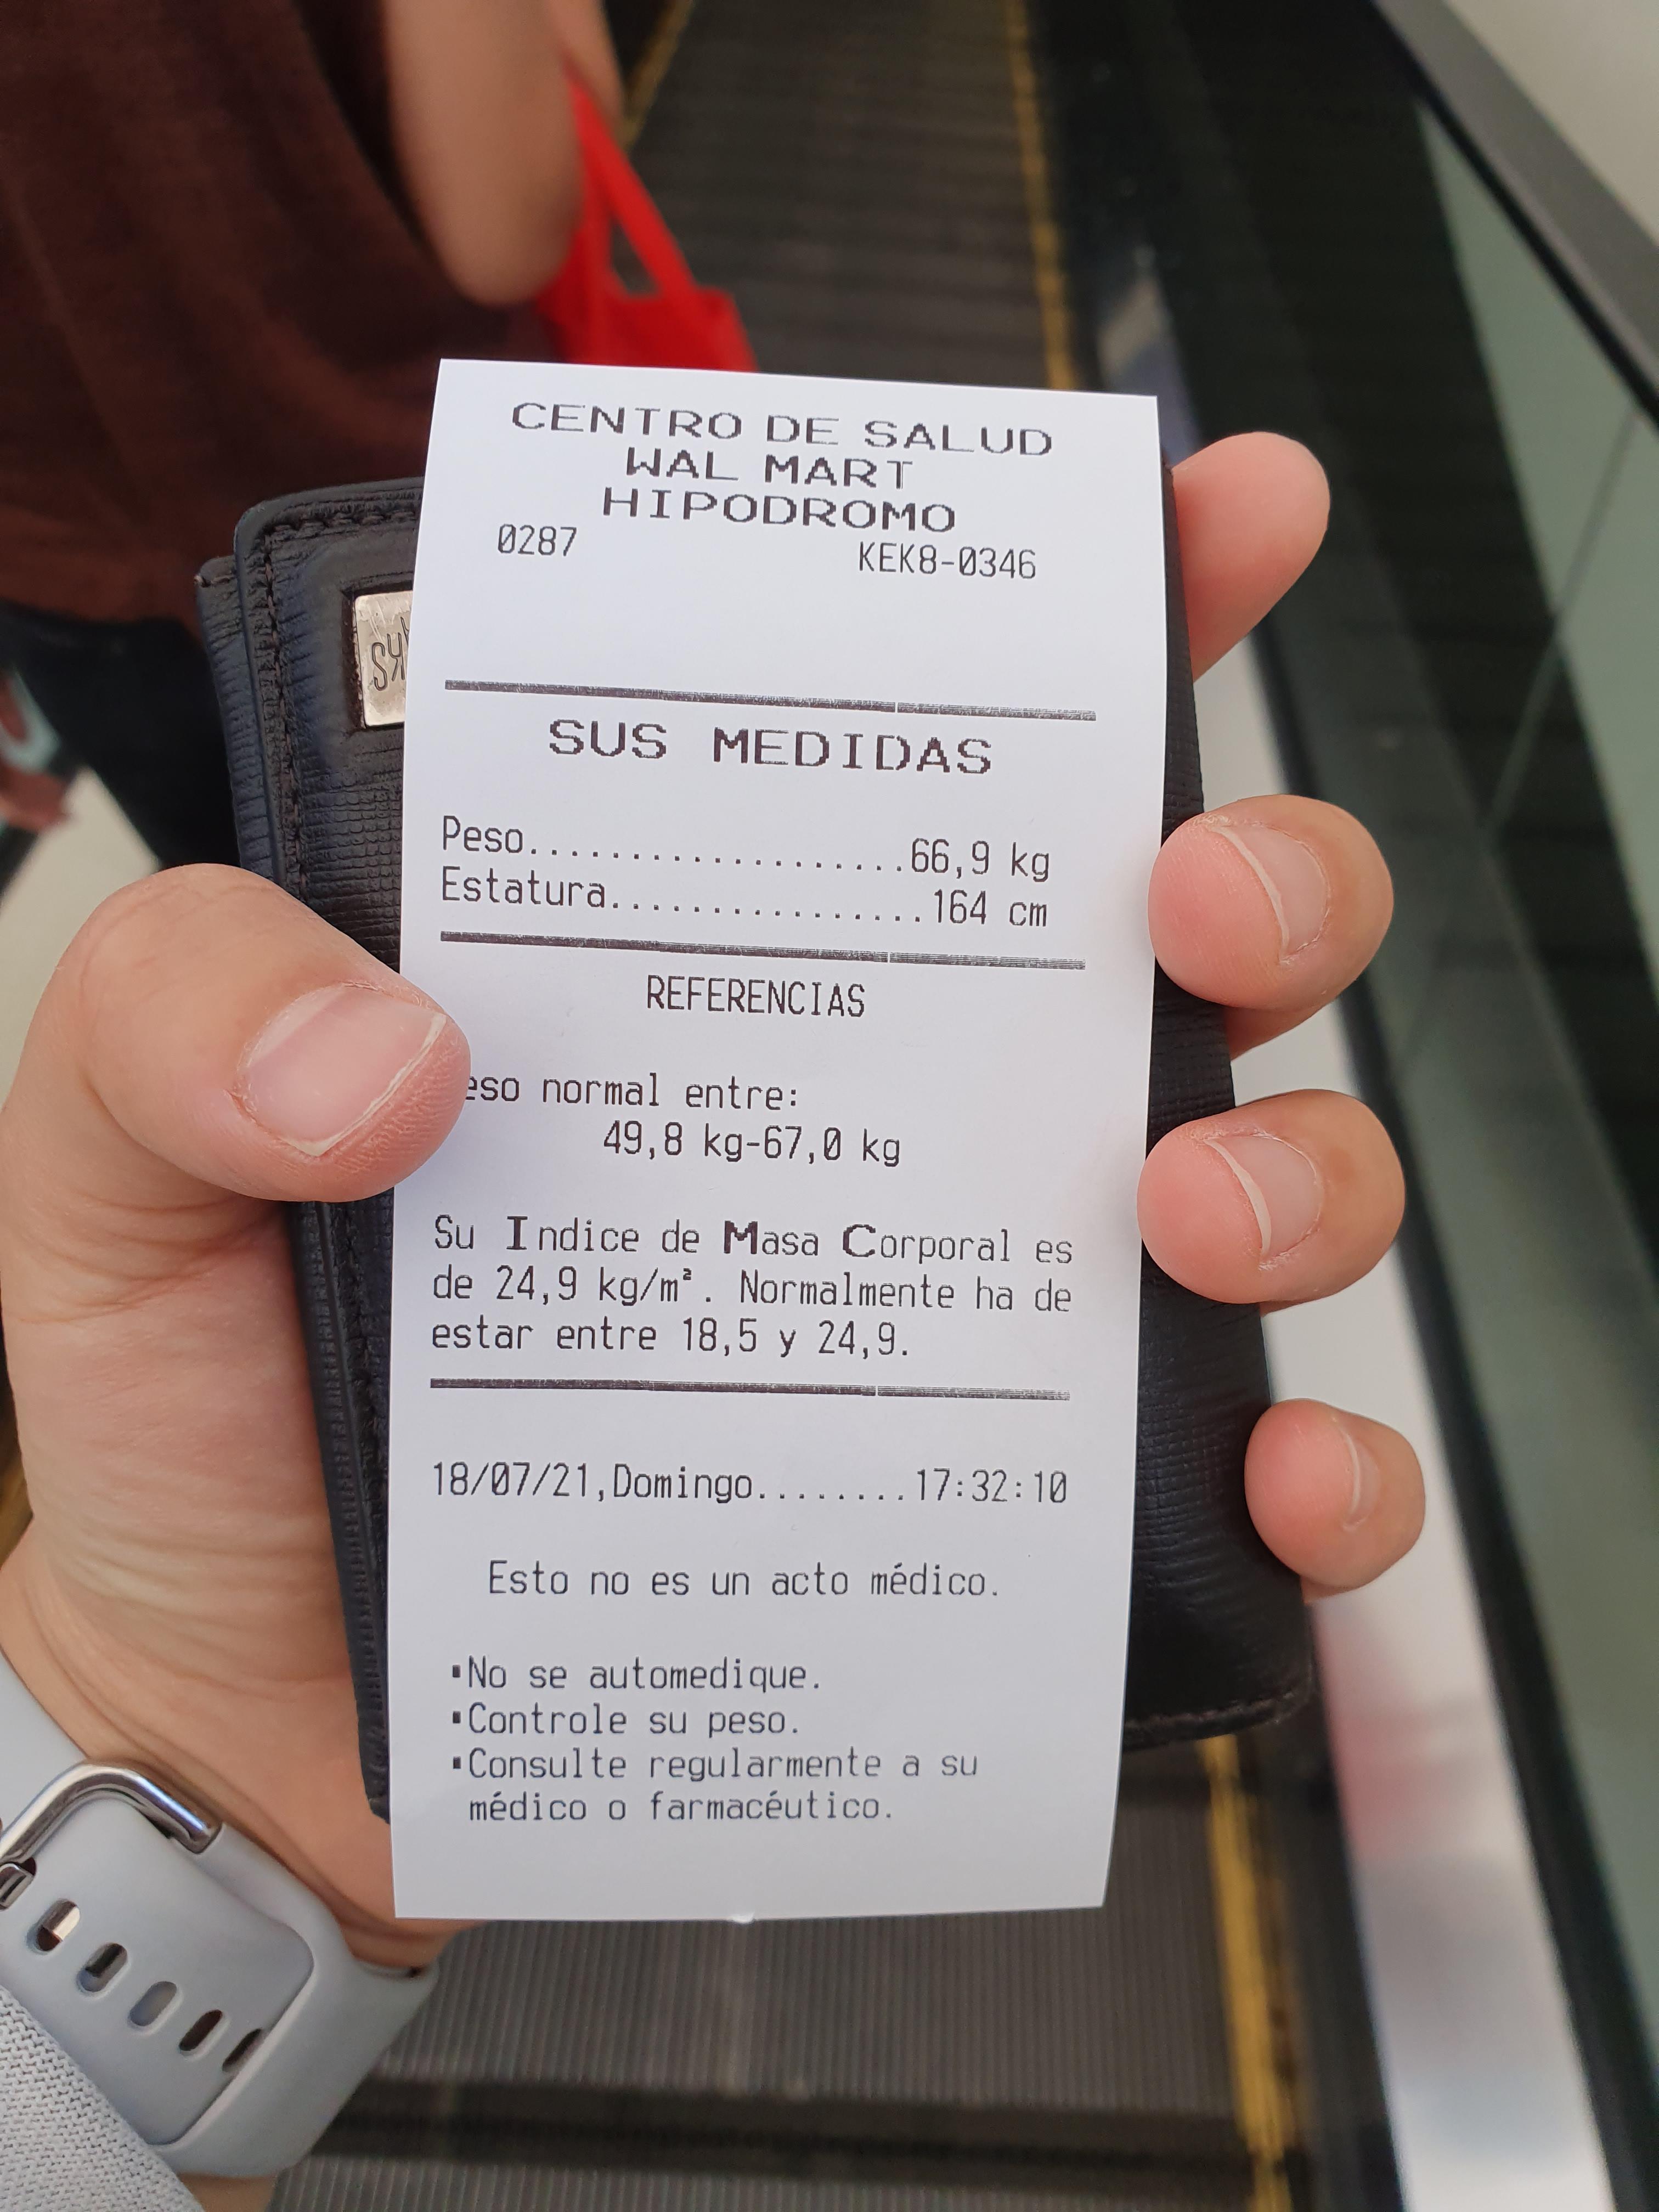 CENTRO DE SALUD
WAL MART
HIPODROMO
0287 KEK8-0346
SUS MEDIDAS
Peso...................66,9 kg
Estatura................164 cm
REFERENCIAS
eso normal entre:
49,8 kg-67,0 kg
Su Indice de Masa Corporal es
de 24,9 kg/m². Normalmente ha de
estar entre 18,5 y 24,9.
18/07/21,Domingo........17:32:10
Esto no es un acto médico.
▪No se automedique.
▪Controle su peso.
▪Consulte regularmente a su
médico o farmacéutico.